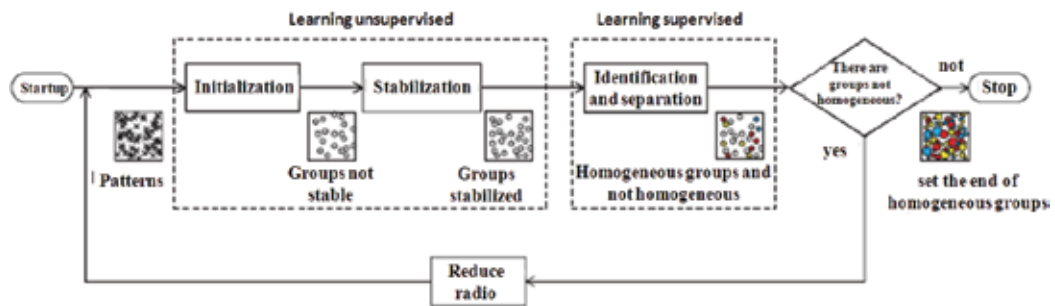 Learning unsupervised
Learning supervised
Startup
Initialization
Stabilization
Identification
and separation
There are
groups not
homogeneous?
not
Stop
Patterns
Groups not
stable
Groups
stabilized
Homogeneous groups and
not homogeneous
yes
set the end of
homogeneous groups.
Reduce
radio